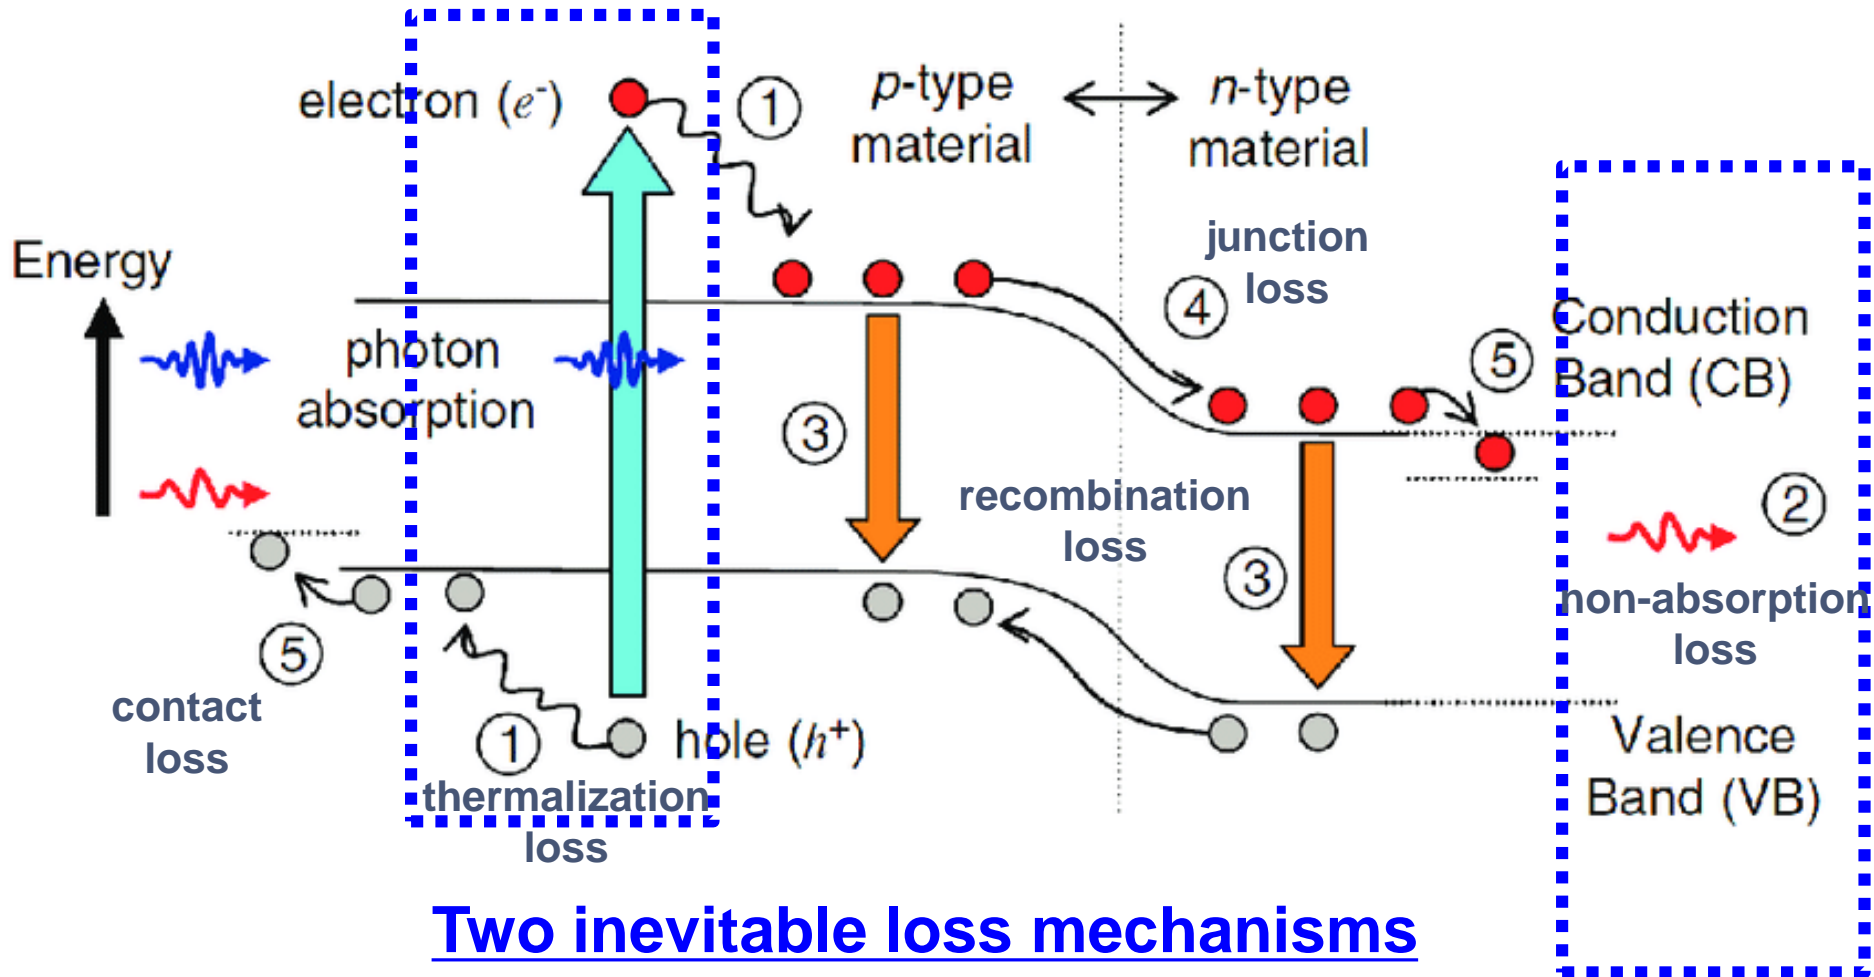 electron (e⁻)
①
p-type
material
n-type
material
junction
loss
Energy
④
photon
absorption
Conduction
Band (CB)
⑤
③
recombination
loss
②
③
non-absorption
loss
⑤
contact
loss
①
hole (h⁺)
thermalization
loss
Valence
Band (VB)
Two inevitable loss mechanisms